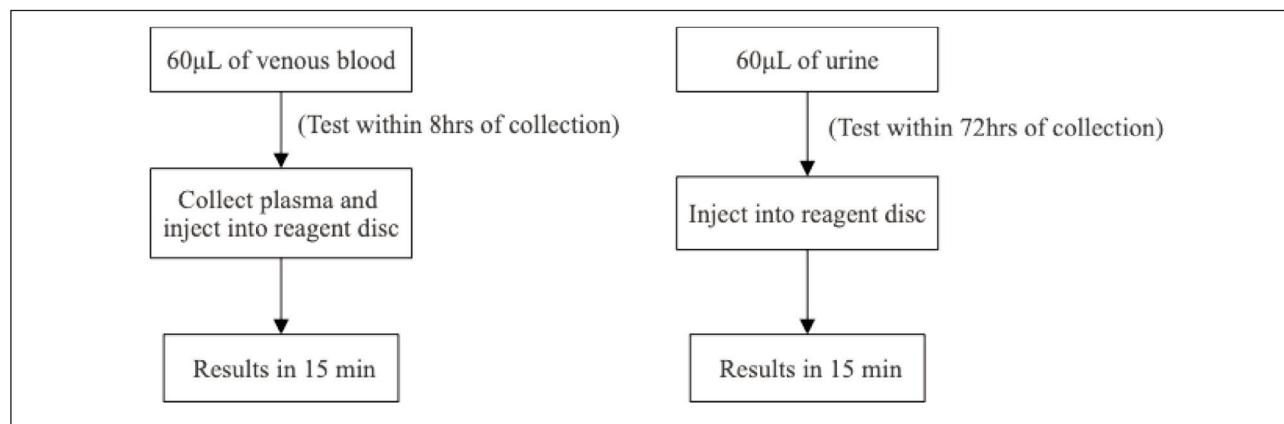 60μL of venous blood
(Test within 8hrs of collection)
Collect plasma and
inject into reagent disc
Results in 15 min
60μL of urine
(Test within 72hrs of collection)
Inject into reagent disc
Results in 15 min